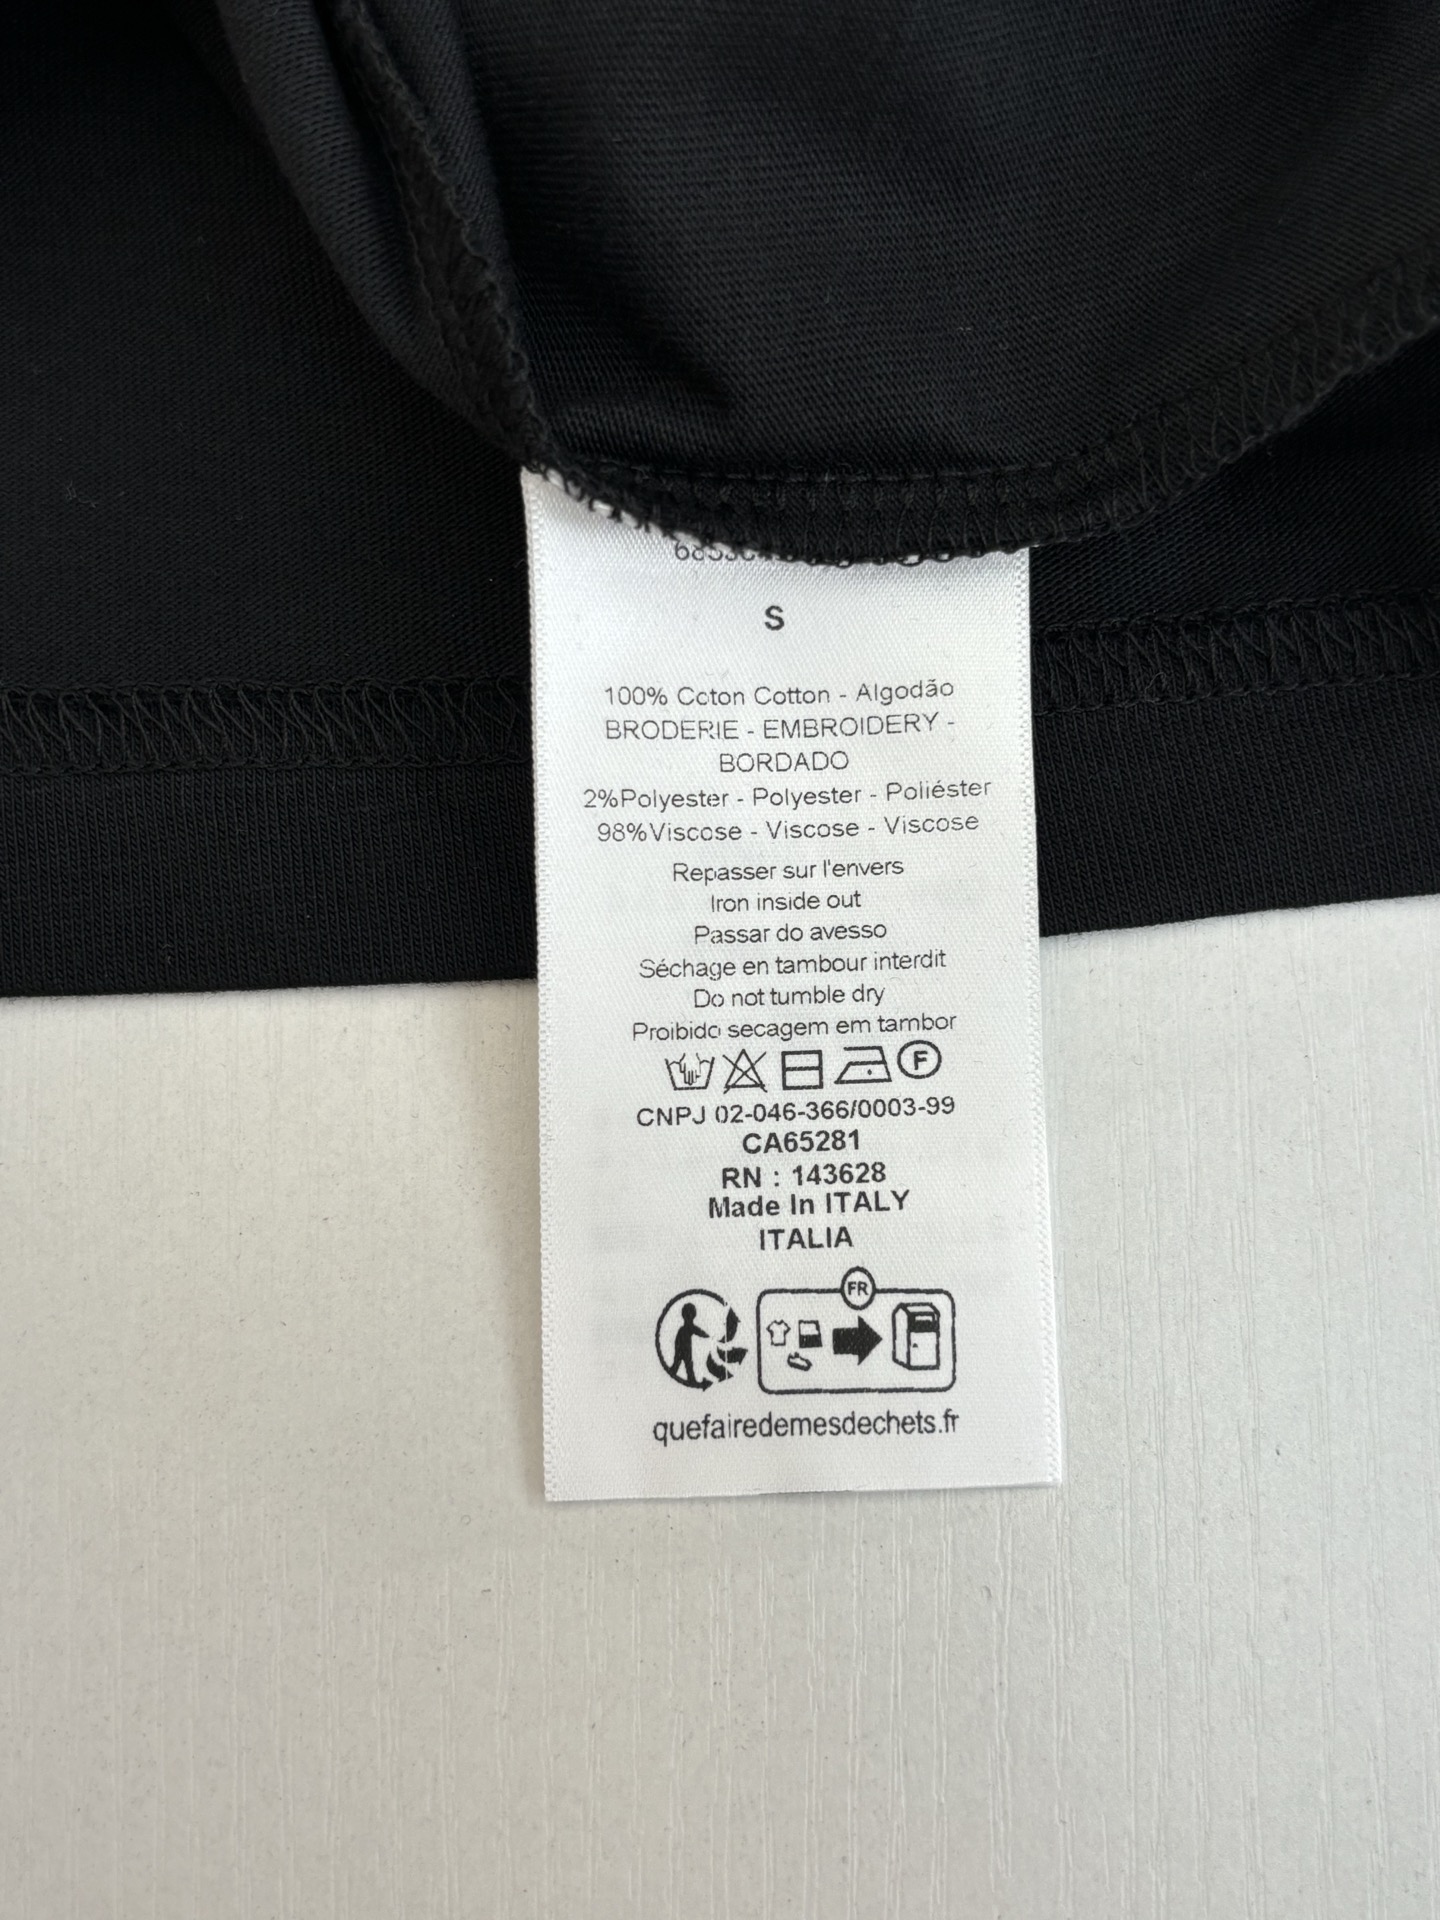 S
100% Ccton Cotton - Algodão
BRODERIE - EMBROIDERY -
BORDADO
2%Polyester - Polyester - Poliéster
98%Viscose - Viscose - Viscose
Repasser sur l'envers
Iron inside out
Passar do avesso
Séchage en tambour interdit
Do not tumble dry
Proibido secagem em tambor
F
CNPJ 02-046-366/0003-99
CA65281
RN : 143628
Made In ITALY
ITALIA
FR
quefairedemesdechets.fr